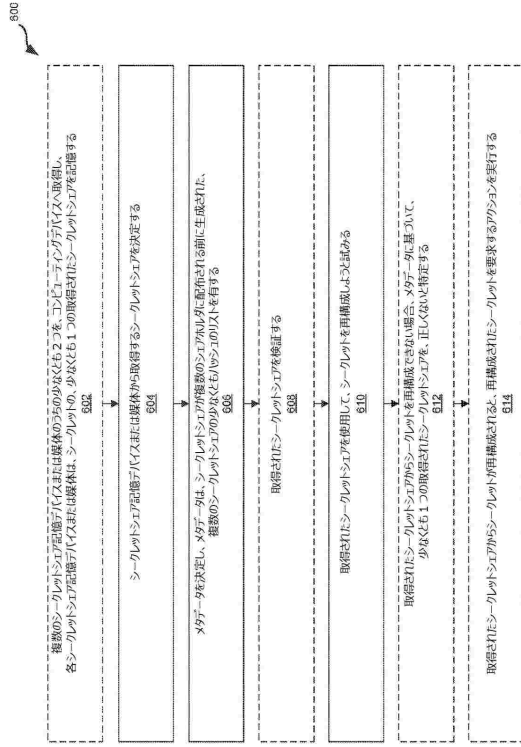 600
複数のシークレットシェア記憶デバイスまたは媒体のうちの少なくとも２つを、コンピューティングデバイスへ取得し、
各シークレットシェア記憶デバイスまたは媒体は、シークレットの、少なくとも１つの取得されたシークレットシェアを記憶する
602
シークレットシェア記憶デバイスまたは媒体から取得するシークレットシェアを決定する
604
メタデータを決定し、メタデータは、シークレットシェアが複数のシェアホルダに配布される前に生成された、
複数のシークレットシェアの少なくともハッシュのリストを有する
606
取得されたシークレットシェアを検証する
608
取得されたシークレットシェアを使用して、シークレットを再構成しようと試みる
610
取得されたシークレットシェアからシークレットを再構成できない場合、メタデータに基づいて、
少なくとも１つの取得されたシークレットシェアを、正しくないと特定する
612
取得されたシークレットシェアからシークレットが再構成されると、再構成されたシークレットを要求するアクションを実行する
614